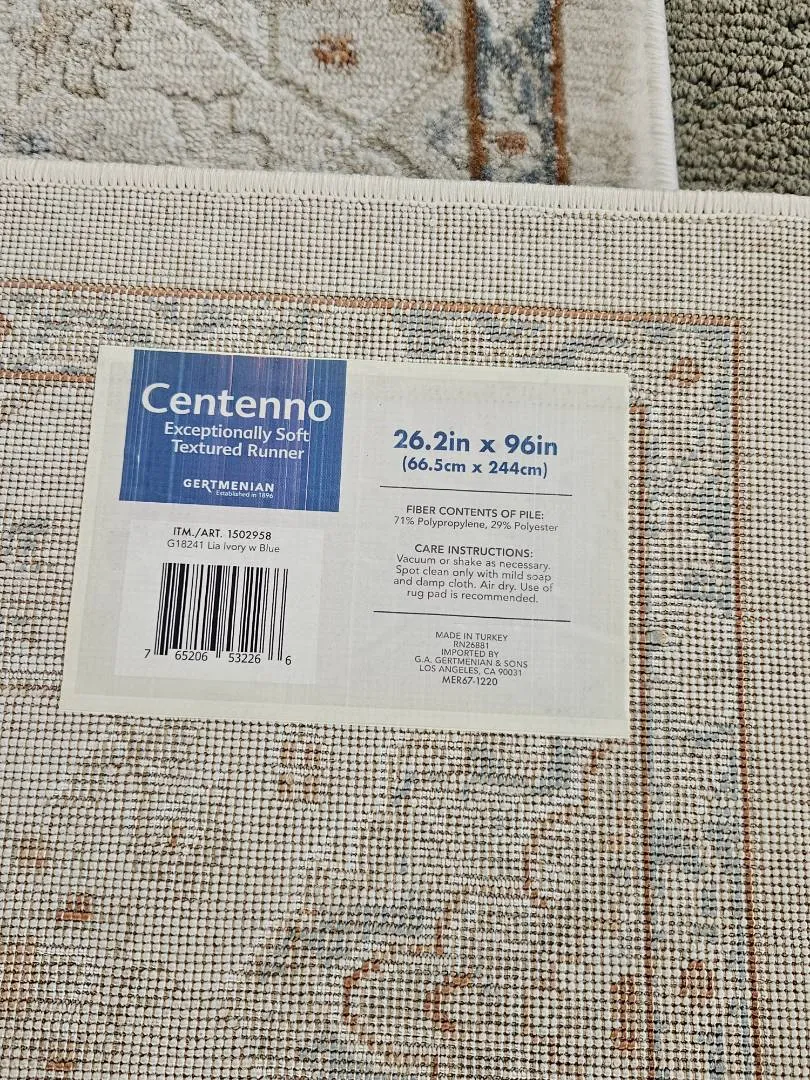 Centenno
Exceptionally Soft
Textured Runner
GERTMENIAN
Established in 1896
ITM./ART. 1502958
G18241 Lia Ivory w Blue
7 65206 53226 6
26.2in x 96in
(66.5cm x 244cm)
FIBER CONTENTS OF PILE:
71% Polypropylene, 29% Polyester
CARE INSTRUCTIONS:
Vacuum or shake as necessary.
Spot clean only with mild soap
and damp cloth. Air dry. Use of
rug pad is recommended.
MADE IN TURKEY
RN26881
IMPORTED BY
G.A. GERTMENIAN & SONS
LOS ANGELES, CA 90031
MER67-1220